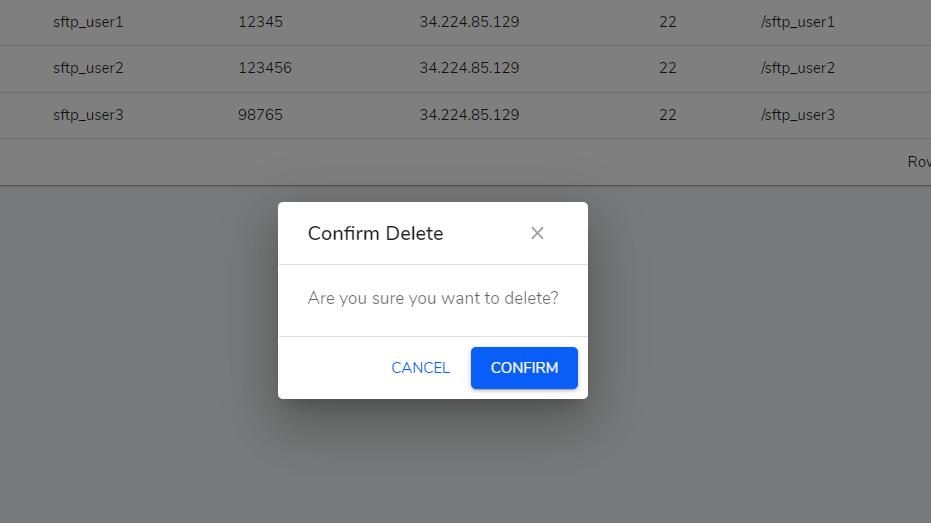 sftp_user1 12345 34.224.85.129 22 /sftp_user1
sftp_user2 123456 34.224.85.129 22 /sftp_user2
sftp_user3 98765 34.224.85.129 22 /sftp_user3
Confirm Delete
Are you sure you want to delete?
CANCEL CONFIRM